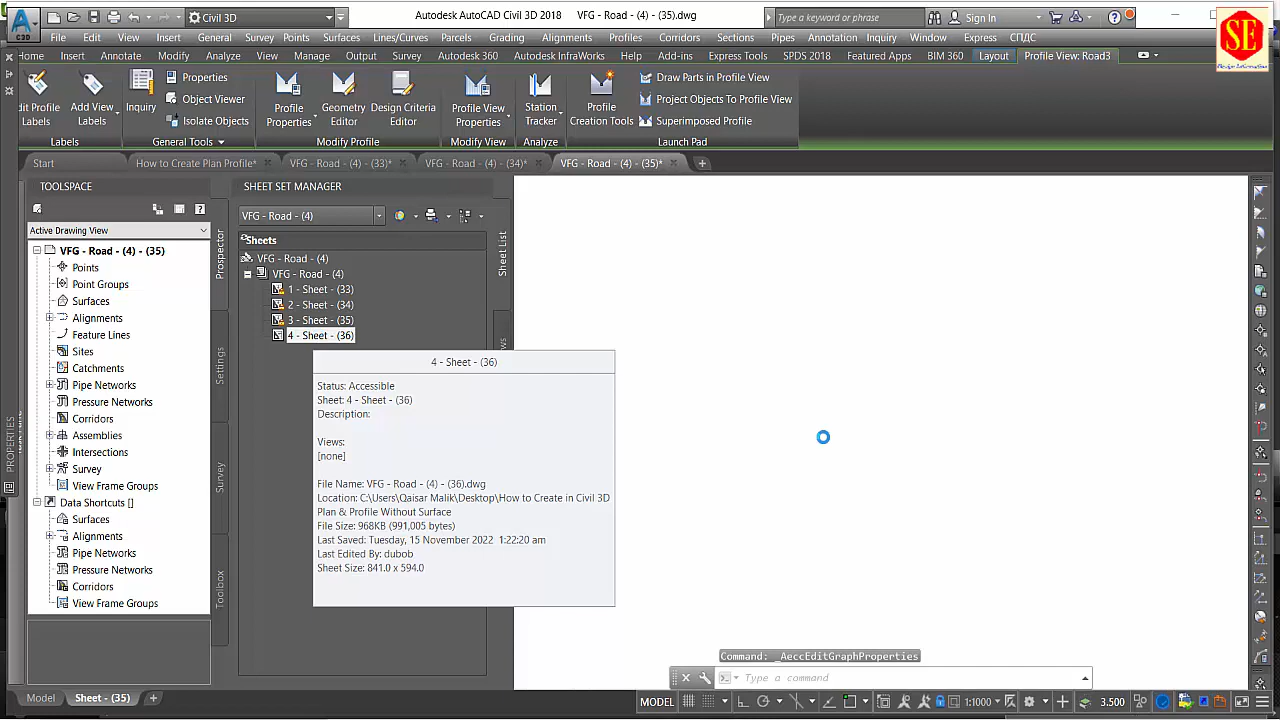 C3D
Civil 3D
Autodesk AutoCAD Civil 3D 2018 VFG - Road - (4) - (35).dwg
Type a keyword or phrase
Sign In
SE
File Edit View Insert General Survey Points Surfaces Lines/Curves Parcels Grading Alignments Profiles Corridors Sections Pipes Annotation Inquiry Window Express СПДС
Home Insert Annotate Modify Analyze View Manage Output Survey Autodesk 360 Autodesk InfraWorks Help Add-ins Express Tools SPDS 2018 Featured Apps BIM 360 Layout Profile View: Road3
dit Profile Labels
Add View Labels
Inquiry
Properties
Object Viewer
Isolate Objects
Profile Properties
Geometry Editor
Design Criteria Editor
Profile View Properties
Station Tracker
Profile Creation Tools
Draw Parts in Profile View
Project Objects To Profile View
Superimposed Profile
Labels General Tools Modify Profile Modify View Analyze Launch Pad
Start How to Create Plan Profile* VFG - Road - (4) - (33)* VFG - Road - (4) - (34)* VFG - Road - (4) - (35)*
TOOLSPACE
Active Drawing View
VFG - Road - (4) - (35)
Points
Point Groups
Surfaces
Alignments
Feature Lines
Sites
Catchments
Pipe Networks
Pressure Networks
Corridors
Assemblies
Intersections
Survey
View Frame Groups
Data Shortcuts []
Surfaces
Alignments
Pipe Networks
Pressure Networks
Corridors
View Frame Groups
Prospector
Settings
Survey
Toolbox
PROPERTIES
SHEET SET MANAGER
VFG - Road - (4)
Sheets
VFG - Road - (4)
VFG - Road - (4)
1 - Sheet - (33)
2 - Sheet - (34)
3 - Sheet - (35)
4 - Sheet - (36)
Sheet List
4 - Sheet - (36)
Status: Accessible
Sheet: 4 - Sheet - (36)
Description:
Views:
[none]
File Name: VFG - Road - (4) - (36).dwg
Location: C:\Users\Qaisar Malik\Desktop\How to Create in Civil 3D
Plan & Profile Without Surface
File Size: 968KB (991,005 bytes)
Last Saved: Tuesday, 15 November 2022 1:22:20 am
Last Edited By: dubob
Sheet Size: 841.0 x 594.0
Command: _AeccEditGraphProperties
Type a command
Model Sheet - (35)
MODEL
1:1000
3.500